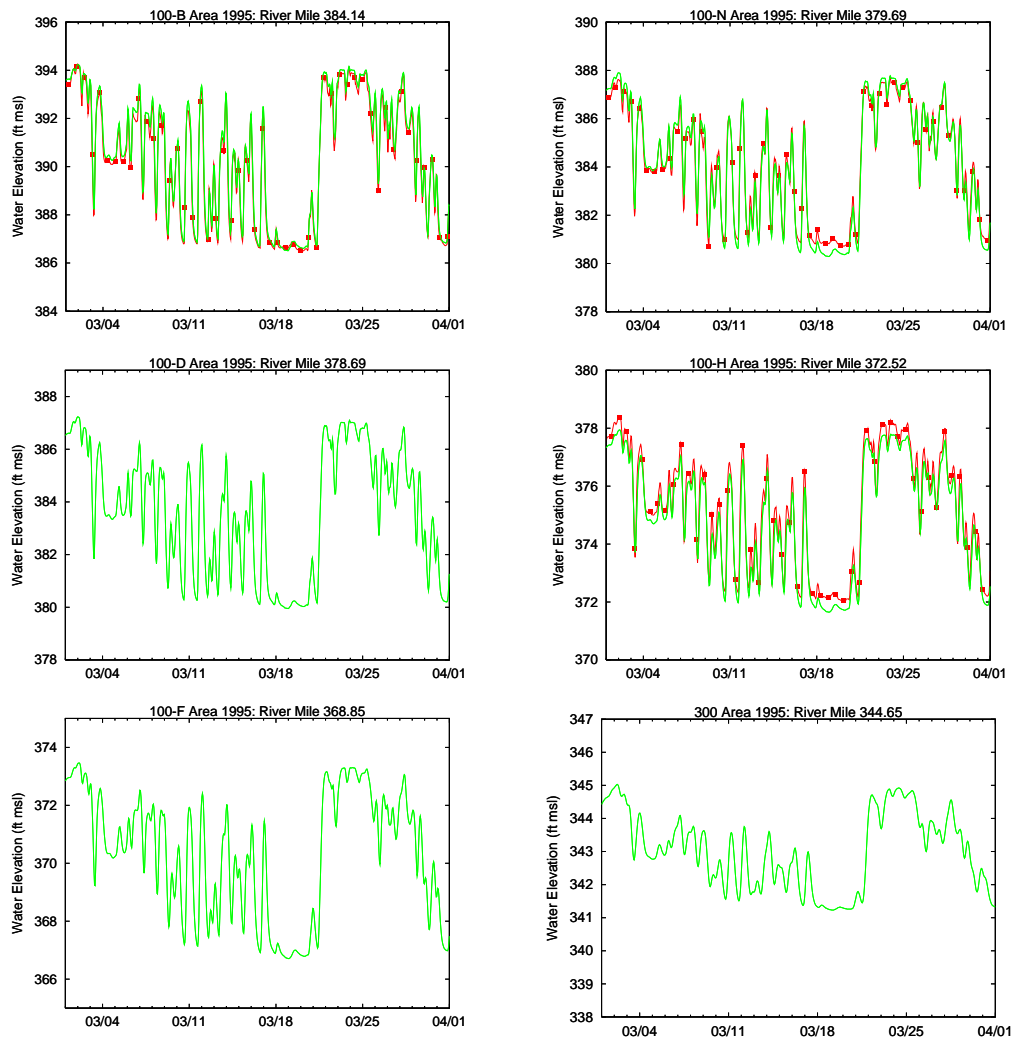 100-B Area 1995: River Mile 384.14
Water Elevation (ft msl)
396
394
392
390
388
386
384
03/04 03/11 03/18 03/25 04/01
100-N Area 1995: River Mile 379.69
Water Elevation (ft msl)
390
388
386
384
382
380
378
03/04 03/11 03/18 03/25 04/01
100-D Area 1995: River Mile 378.69
Water Elevation (ft msl)
388
386
384
382
380
378
03/04 03/11 03/18 03/25 04/01
100-H Area 1995: River Mile 372.52
Water Elevation (ft msl)
380
378
376
374
372
370
03/04 03/11 03/18 03/25 04/01
100-F Area 1995: River Mile 368.85
Water Elevation (ft msl)
374
372
370
368
366
03/04 03/11 03/18 03/25 04/01
300 Area 1995: River Mile 344.65
Water Elevation (ft msl)
347
346
345
344
343
342
341
340
339
338
03/04 03/11 03/18 03/25 04/01